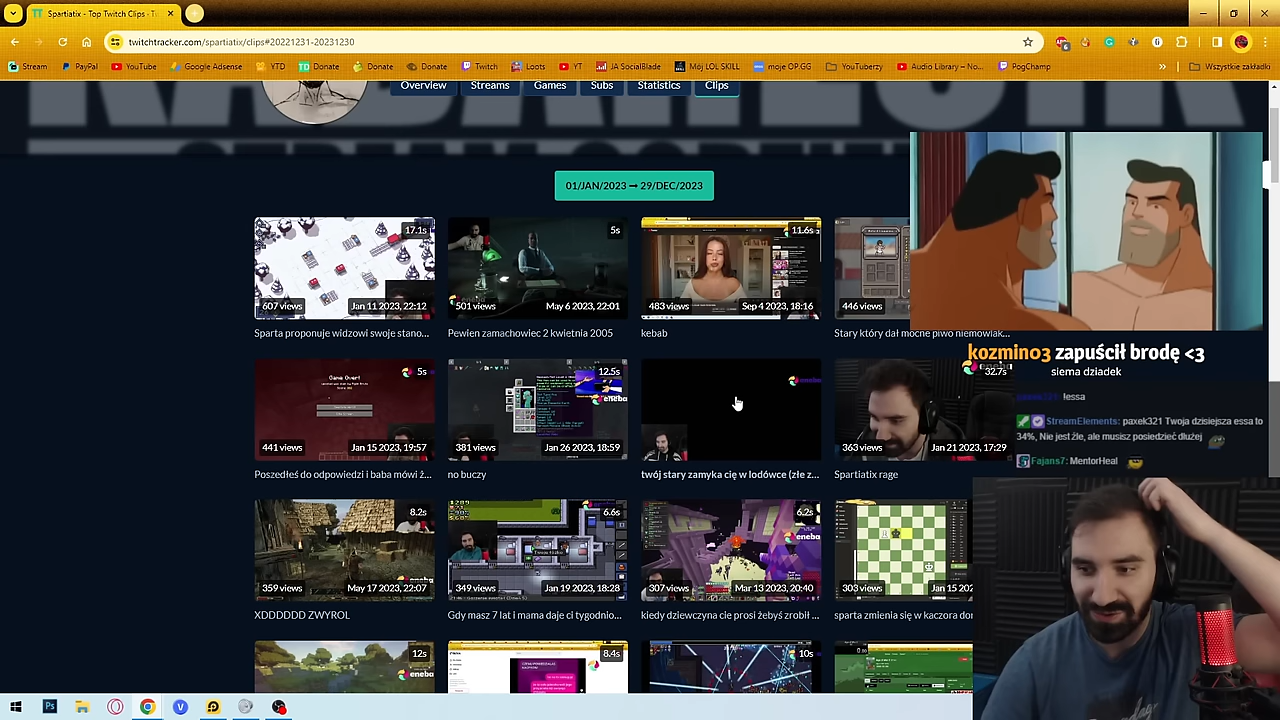 Spartiatix - Top Twitch Clips - T
twitchtracker.com/spartiatix/clips#20221231-20231230
Stream
PayPal
YouTube
Google Adsense
YTD
Donate
Donate
Donate
Twitch
Loots
YT
JA SocialBlade
Mój LOL SKILL
moje OP.GG
YouTuberzy
Audio Library – No...
PogChamp
Wszystkie zakładki
Overview
Streams
Games
Subs
Statistics
Clips
01/JAN/2023 → 29/DEC/2023
607 views
Jan 11 2023, 22:12
5s
501 views
May 6 2023, 22:01
11.6s
483 views
Sep 4 2023, 18:16
446 views
Sparta proponuje widzowi swoje stano...
Pewien zamachowiec 2 kwietnia 2005
kebab
Stary który dał mocne piwo niemowlak...
kozmino3 zapuścił brodę <3
siema dziadek
Game Over!
5s
441 views
Jan 15 2023, 19:57
12.5s
eneba
381 views
Jan 26 2023, 18:59
363 views
Jan 21 2023, 17:29
Poszedłeś do odpowiedzi i baba mówi ż...
no buczy
twój stary zamyka cię w lodówce (złe z...
Spartiatix rage
!essa
StreamElements: paxek321 Twoja dzisiejsza essa to
34%, Nie jest źle, ale musisz posiedzieć dłużej
Fajans7: MentorHeal
8.2s
359 views
May 17 2023, 22:07
6.6s
349 views
Jan 19 2023, 18:28
6.2s
eneba
307 views
Mar 13 2023, 20:40
303 views
Jan 15 202
XDDDDDD ZWYROL
Gdy masz 7 lat i mama daje ci tygodnio...
kiedy dziewczyna cie prosi żebyś zrobił ...
sparta zmienia się w kaczora do
12s
eneba
8.4s
10s